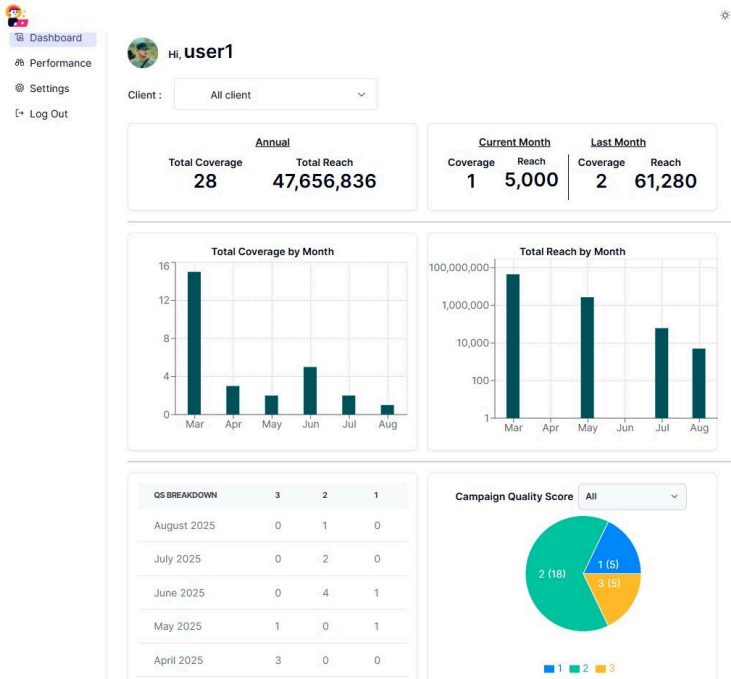 Dashboard
Performance
Settings
Log Out
Hi, user1
Client :
All client
Annual
Total Coverage Total Reach
28 47,656,836
Current Month Last Month
Coverage Reach Coverage Reach
1 5,000 2 61,280
Total Coverage by Month
16
12
8
4
0
Mar Apr May Jun Jul Aug
Total Reach by Month
100,000,000
1,000,000
10,000
100
1
Mar Apr May Jun Jul Aug
QS BREAKDOWN 3 2 1
August 2025 0 1 0
July 2025 0 2 0
June 2025 0 4 1
May 2025 1 0 1
April 2025 3 0 0
Campaign Quality Score All
2 (18)
1 (5)
3 (5)
1 2 3